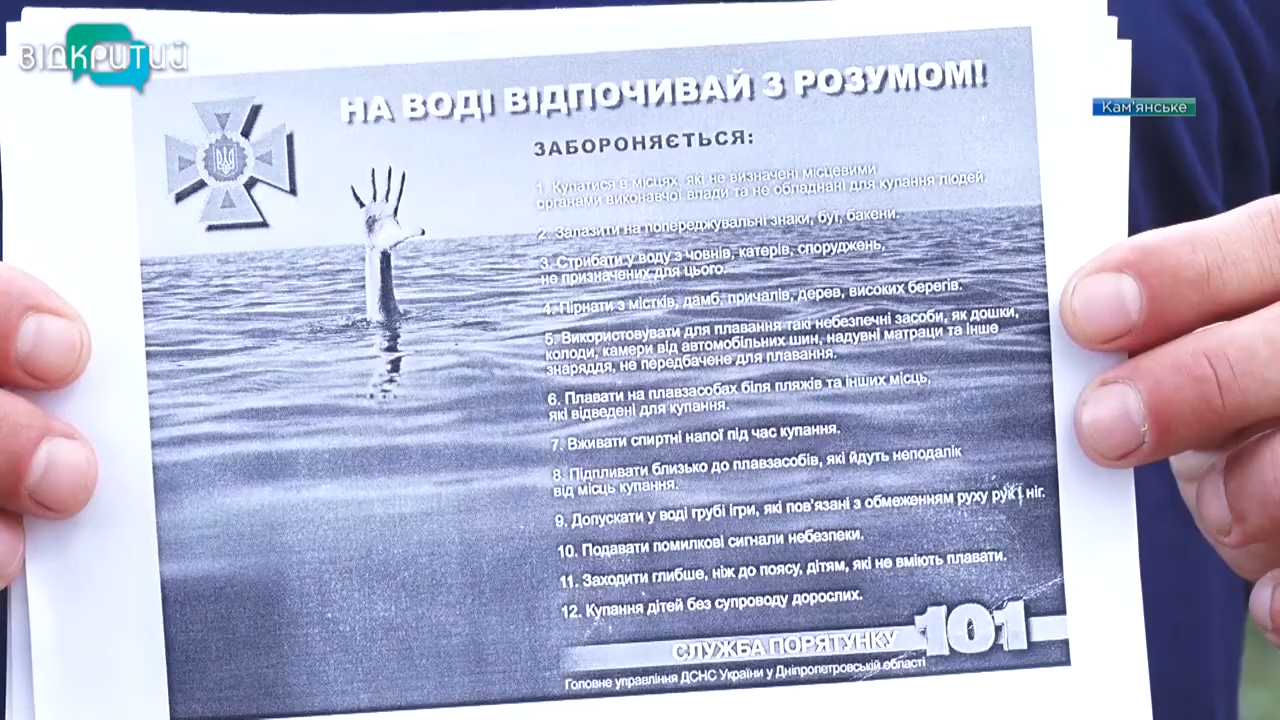 ВІДКРИТИЙ
Кам'янське
НА ВОДІ ВІДПОЧИВАЙ З РОЗУМОМ!
ЗАБОРОНЯЄТЬСЯ:
1. Купатися в місцях, які не визначені місцевими
органами виконавчої влади та не обладнані для купання людей.
2. Залазити на попереджувальні знаки, буї, бакени.
3. Стрибати у воду з човнів, катерів, споруджень,
не призначених для цього.
4. Пірнати з містків, дамб, причалів, дерев, високих берегів.
5. Використовувати для плавання такі небезпечні засоби, як дошки,
колоди, камери від автомобільних шин, надувні матраци та інше
знаряддя, не передбачене для плавання.
6. Плавати на плавзасобах біля пляжів та інших місць,
які відведені для купання.
7. Вживати спиртні напої під час купання.
8. Підпливати близько до плавзасобів, які йдуть неподалік
від місць купання.
9. Допускати у воді грубі ігри, які пов'язані з обмеженням руху рук і ніг.
10. Подавати помилкові сигнали небезпеки.
11. Заходити глибше, ніж до поясу, дітям, які не вміють плавати.
12. Купання дітей без супроводу дорослих.
СЛУЖБА ПОРЯТУНКУ 101
Головне управління ДСНС України у Дніпропетровській області